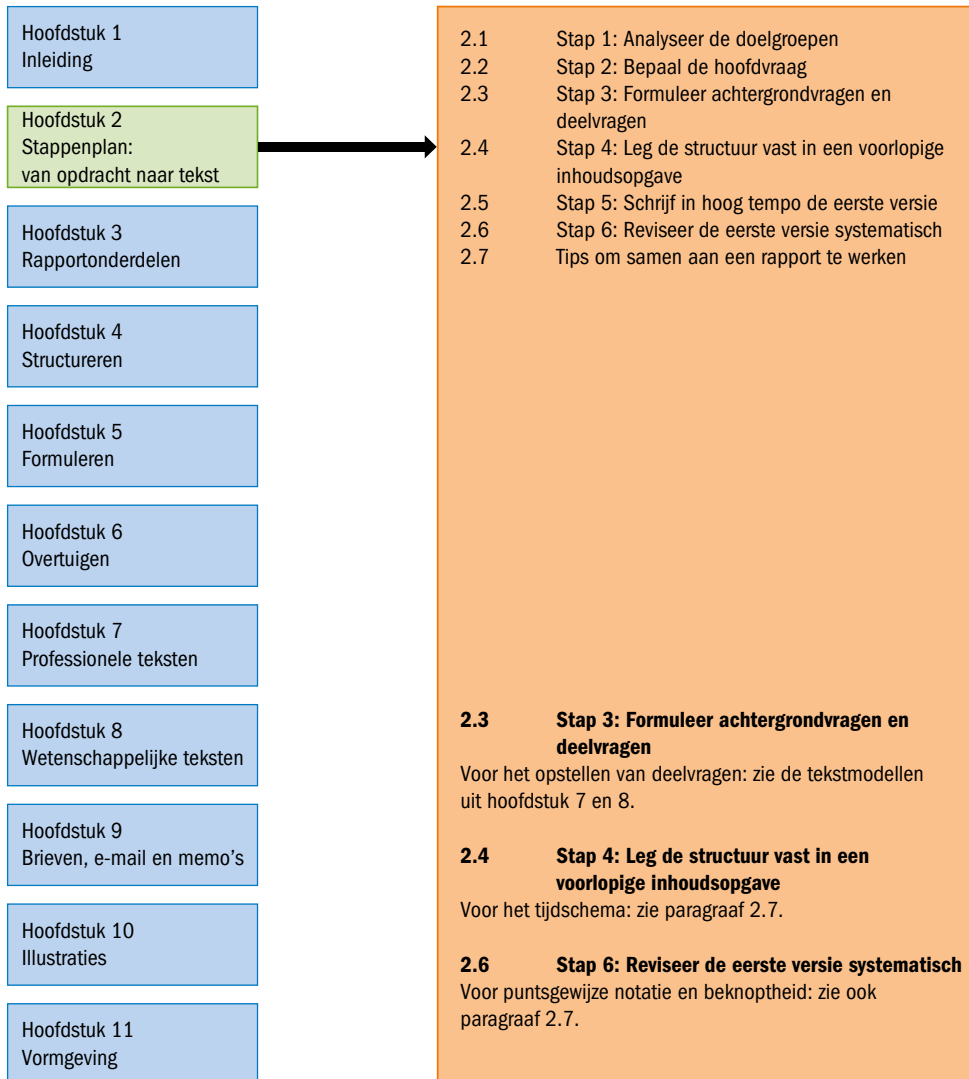 Hoofdstuk 1
Inleiding
Hoofdstuk 2
Stappenplan:
van opdracht naar tekst
Hoofdstuk 3
Rapportonderdelen
Hoofdstuk 4
Structureren
Hoofdstuk 5
Formuleren
Hoofdstuk 6
Overtuigen
Hoofdstuk 7
Professionele teksten
Hoofdstuk 8
Wetenschappelijke teksten
Hoofdstuk 9
Brieven, e-mail en memo's
Hoofdstuk 10
Illustraties
Hoofdstuk 11
Vormgeving
2.1 Stap 1: Analyseer de doelgroepen
2.2 Stap 2: Bepaal de hoofdvraag
2.3 Stap 3: Formuleer achtergrondvragen en
deelvragen
2.4 Stap 4: Leg de structuur vast in een voorlopige
inhoudsopgave
2.5 Stap 5: Schrijf in hoog tempo de eerste versie
2.6 Stap 6: Reviseer de eerste versie systematisch
2.7 Tips om samen aan een rapport te werken
2.3 Stap 3: Formuleer achtergrondvragen en
deelvragen
Voor het opstellen van deelvragen: zie de tekstmodellen
uit hoofdstuk 7 en 8.
2.4 Stap 4: Leg de structuur vast in een
voorlopige inhoudsopgave
Voor het tijdschema: zie paragraaf 2.7.
2.6 Stap 6: Reviseer de eerste versie systematisch
Voor puntsgewijze notatie en beknoptheid: zie ook
paragraaf 2.7.